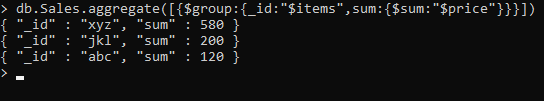 > db.Sales.aggregate([{$group:{_id:"$items",sum:{$sum:"$price"}}}])
{ "_id" : "xyz", "sum" : 580 }
{ "_id" : "jkl", "sum" : 200 }
{ "_id" : "abc", "sum" : 120 }
>